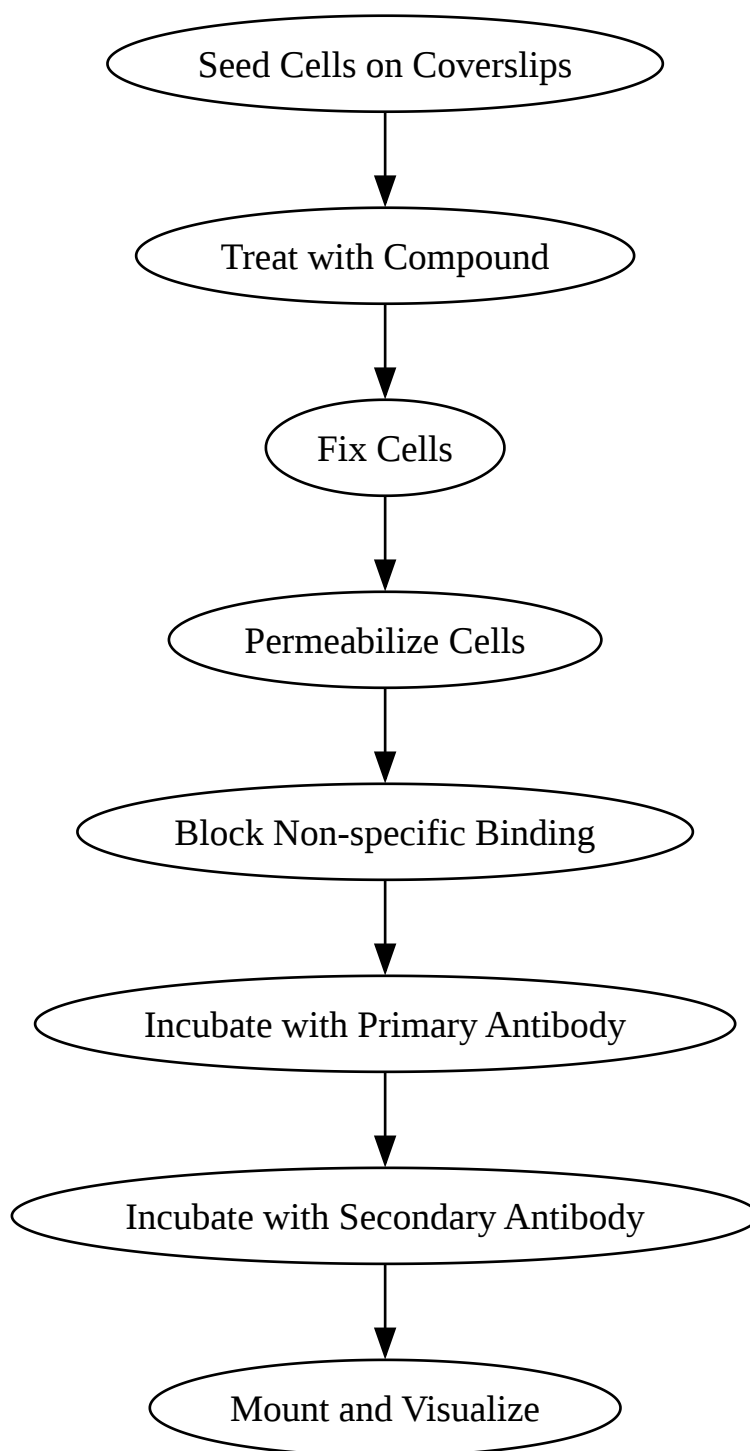 Seed Cells on Coverslips
Treat with Compound
Fix Cells
Permeabilize Cells
Block Non-specific Binding
Incubate with Primary Antibody
Incubate with Secondary Antibody
Mount and Visualize